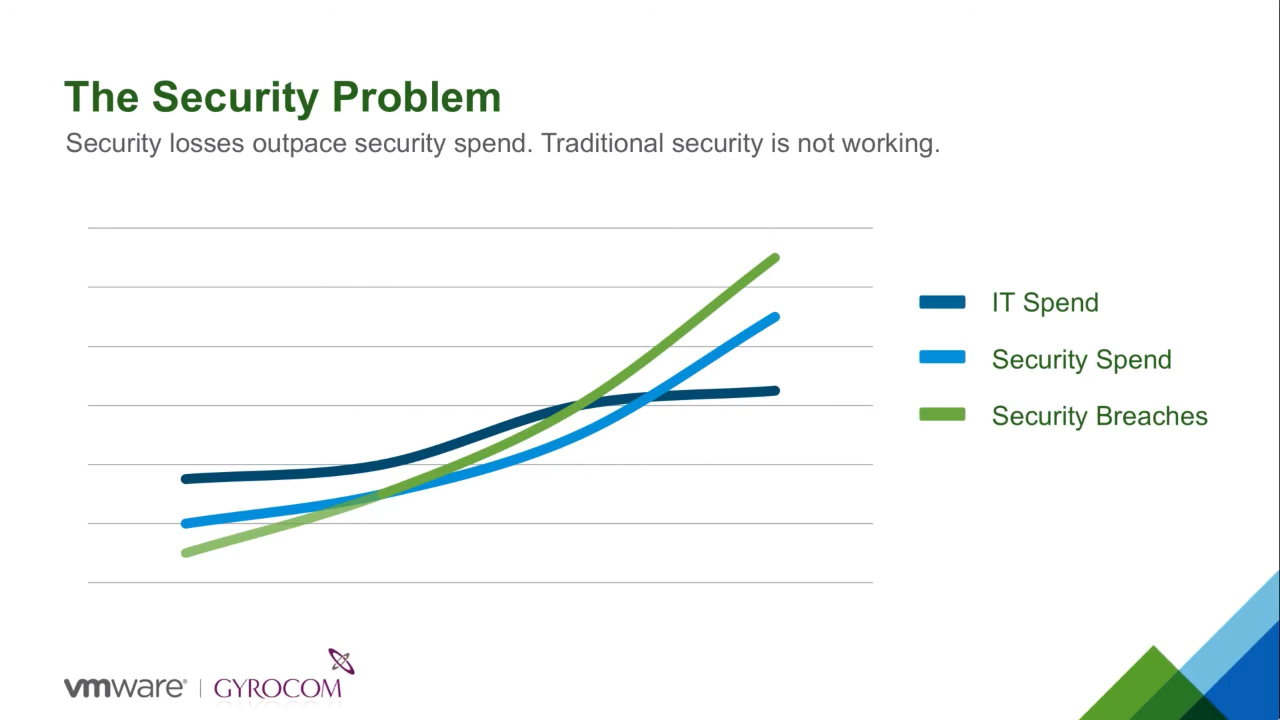 The Security Problem
Security losses outpace security spend. Traditional security is not working.
IT Spend
Security Spend
Security Breaches
vmware® | GYROCOM